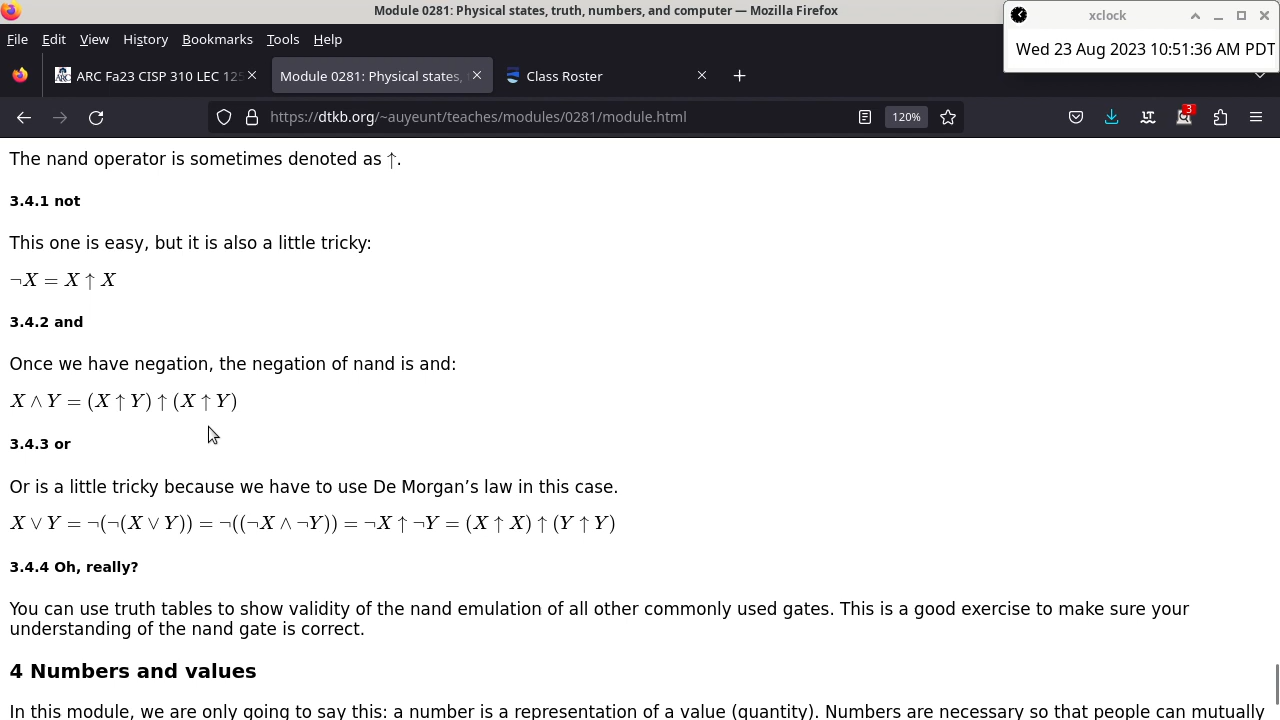 Module 0281: Physical states, truth, numbers, and computer — Mozilla Firefox
xclock
File Edit View History Bookmarks Tools Help
Wed 23 Aug 2023 10:51:36 AM PDT
ARC Fa23 CISP 310 LEC 125
Module 0281: Physical states,
Class Roster
https://dtkb.org/~auyeunt/teaches/modules/0281/module.html
120%
3
The nand operator is sometimes denoted as ↑.
3.4.1 not
This one is easy, but it is also a little tricky:
¬X = X ↑ X
3.4.2 and
Once we have negation, the negation of nand is and:
X ∧ Y = (X ↑ Y) ↑ (X ↑ Y)
3.4.3 or
Or is a little tricky because we have to use De Morgan’s law in this case.
X ∨ Y = ¬(¬(X ∨ Y)) = ¬((¬X ∧ ¬Y)) = ¬X ↑ ¬Y = (X ↑ X) ↑ (Y ↑ Y)
3.4.4 Oh, really?
You can use truth tables to show validity of the nand emulation of all other commonly used gates. This is a good exercise to make sure your
understanding of the nand gate is correct.
4 Numbers and values
In this module, we are only going to say this: a number is a representation of a value (quantity). Numbers are necessary so that people can mutually